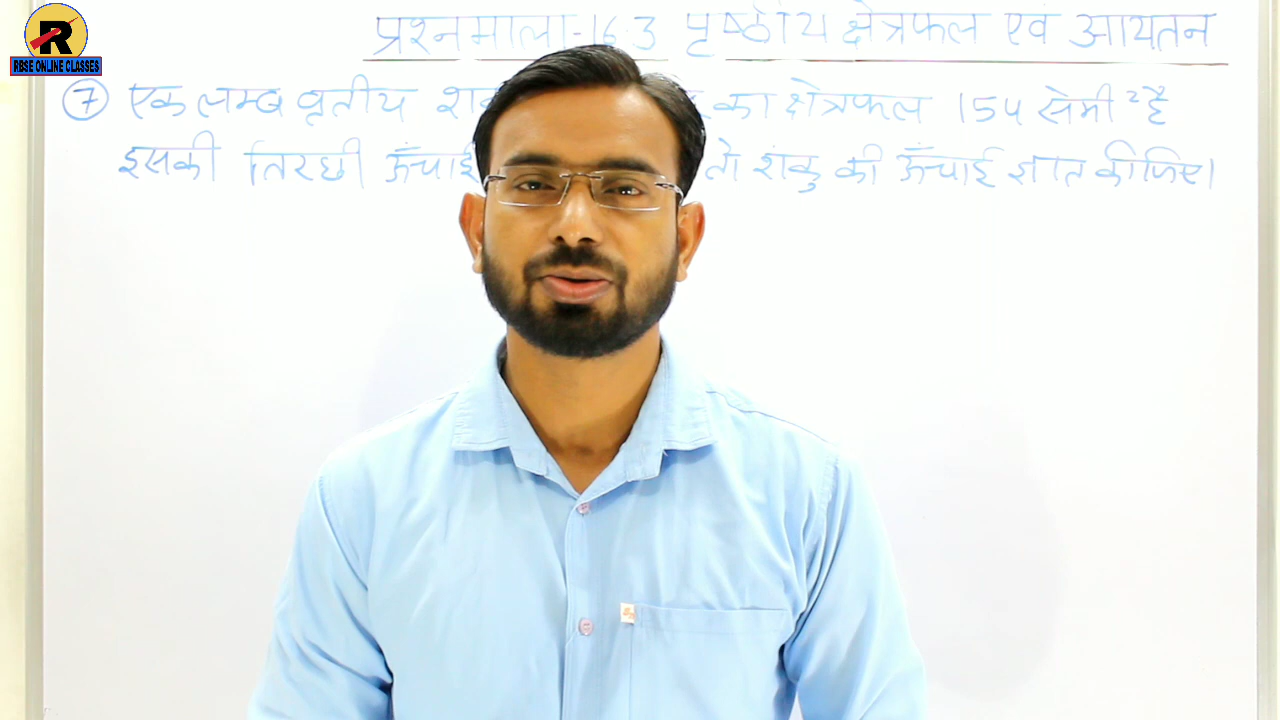 R
RBSE ONLINE CLASSES
प्रश्नमाला-16.3 पृष्ठीय क्षेत्रफल एवं आयतन
7 एक लम्ब वृतीय का क्षेत्रफल 154 सेमी² है
इसकी तिरछी ऊँचाई तो शंकु की ऊँचाई ज्ञात कीजिए।